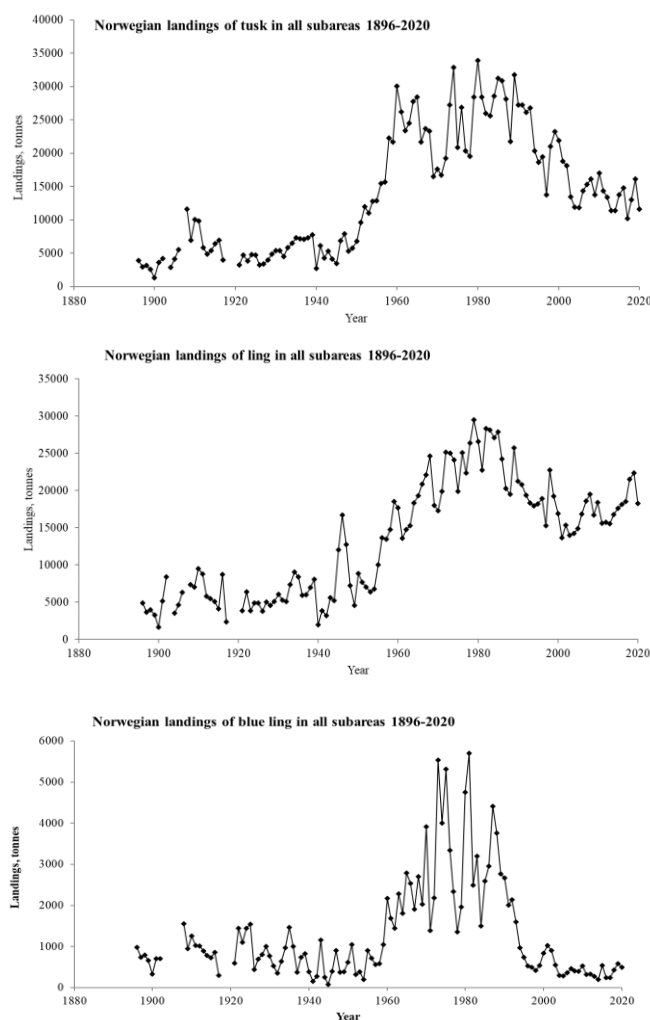 Norwegian landings of tusk in all subareas 1896-2020
40000
35000
30000
25000
20000
15000
10000
5000
0
Landings, tonnes
1880 1900 1920 1940 1960 1980 2000 2020
Year
Norwegian landings of ling in all subareas 1896-2020
35000
30000
25000
20000
15000
10000
5000
0
Landings, tonnes
1880 1900 1920 1940 1960 1980 2000 2020
Year
Norwegian landings of blue ling in all subareas 1896-2020
6000
5000
4000
3000
2000
1000
0
Landings, tonnes
1880 1900 1920 1940 1960 1980 2000 2020
Year